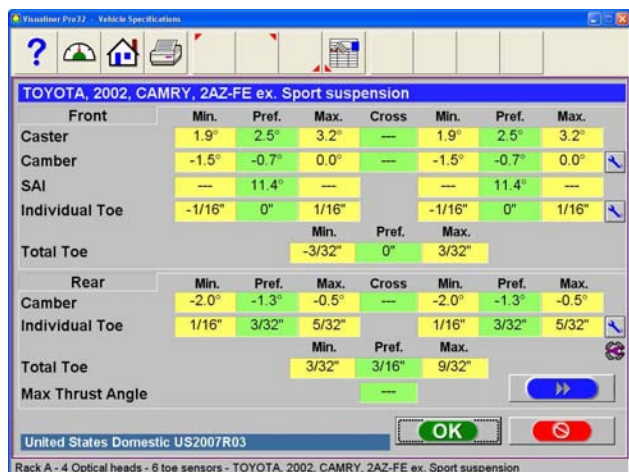 Visualiner Pro32 - Vehicle Specifications
?
TOYOTA, 2002, CAMRY, 2AZ-FE ex. Sport suspension
Front Min. Pref. Max. Cross Min. Pref. Max.
Caster 1.9° 2.5° 3.2° --- 1.9° 2.5° 3.2°
Camber -1.5° -0.7° 0.0° --- -1.5° -0.7° 0.0°
SAI --- 11.4° --- --- 11.4° ---
Individual Toe -1/16" 0" 1/16" -1/16" 0" 1/16"
Min. Pref. Max.
Total Toe -3/32" 0" 3/32"
Rear Min. Pref. Max. Cross Min. Pref. Max.
Camber -2.0° -1.3° -0.5° --- -2.0° -1.3° -0.5°
Individual Toe 1/16" 3/32" 5/32" 1/16" 3/32" 5/32"
Min. Pref. Max.
Total Toe 3/32" 3/16" 9/32"
Max Thrust Angle ---
OK
United States Domestic US2007R03
Rack A - 4 Optical heads - 6 toe sensors - TOYOTA, 2002, CAMRY, 2AZ-FE ex. Sport suspension